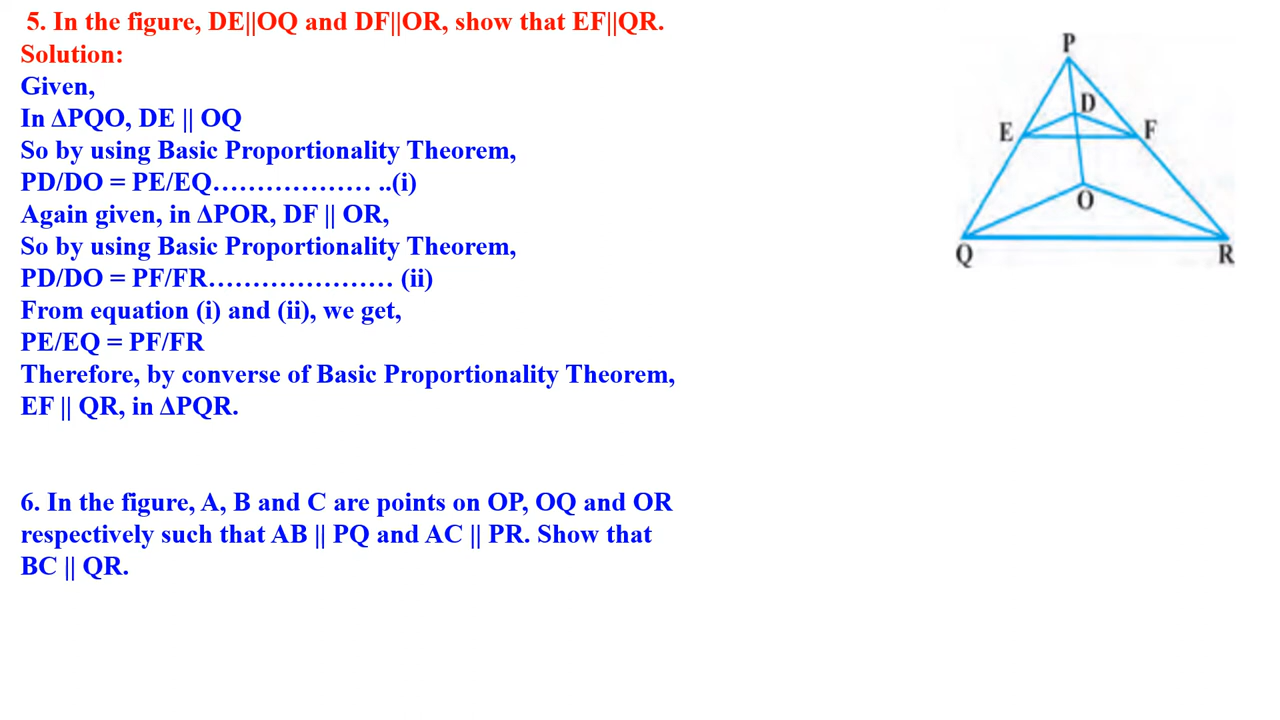 5. In the figure, DE||OQ and DF||OR, show that EF||QR.
Solution:
Given,
In ΔPQO, DE || OQ
So by using Basic Proportionality Theorem,
PD/DO = PE/EQ……………… ..(i)
Again given, in ΔPOR, DF || OR,
So by using Basic Proportionality Theorem,
PD/DO = PF/FR………………… (ii)
From equation (i) and (ii), we get,
PE/EQ = PF/FR
Therefore, by converse of Basic Proportionality Theorem,
EF || QR, in ΔPQR.
6. In the figure, A, B and C are points on OP, OQ and OR
respectively such that AB || PQ and AC || PR. Show that
BC || QR.
P
D
E
F
O
Q
R